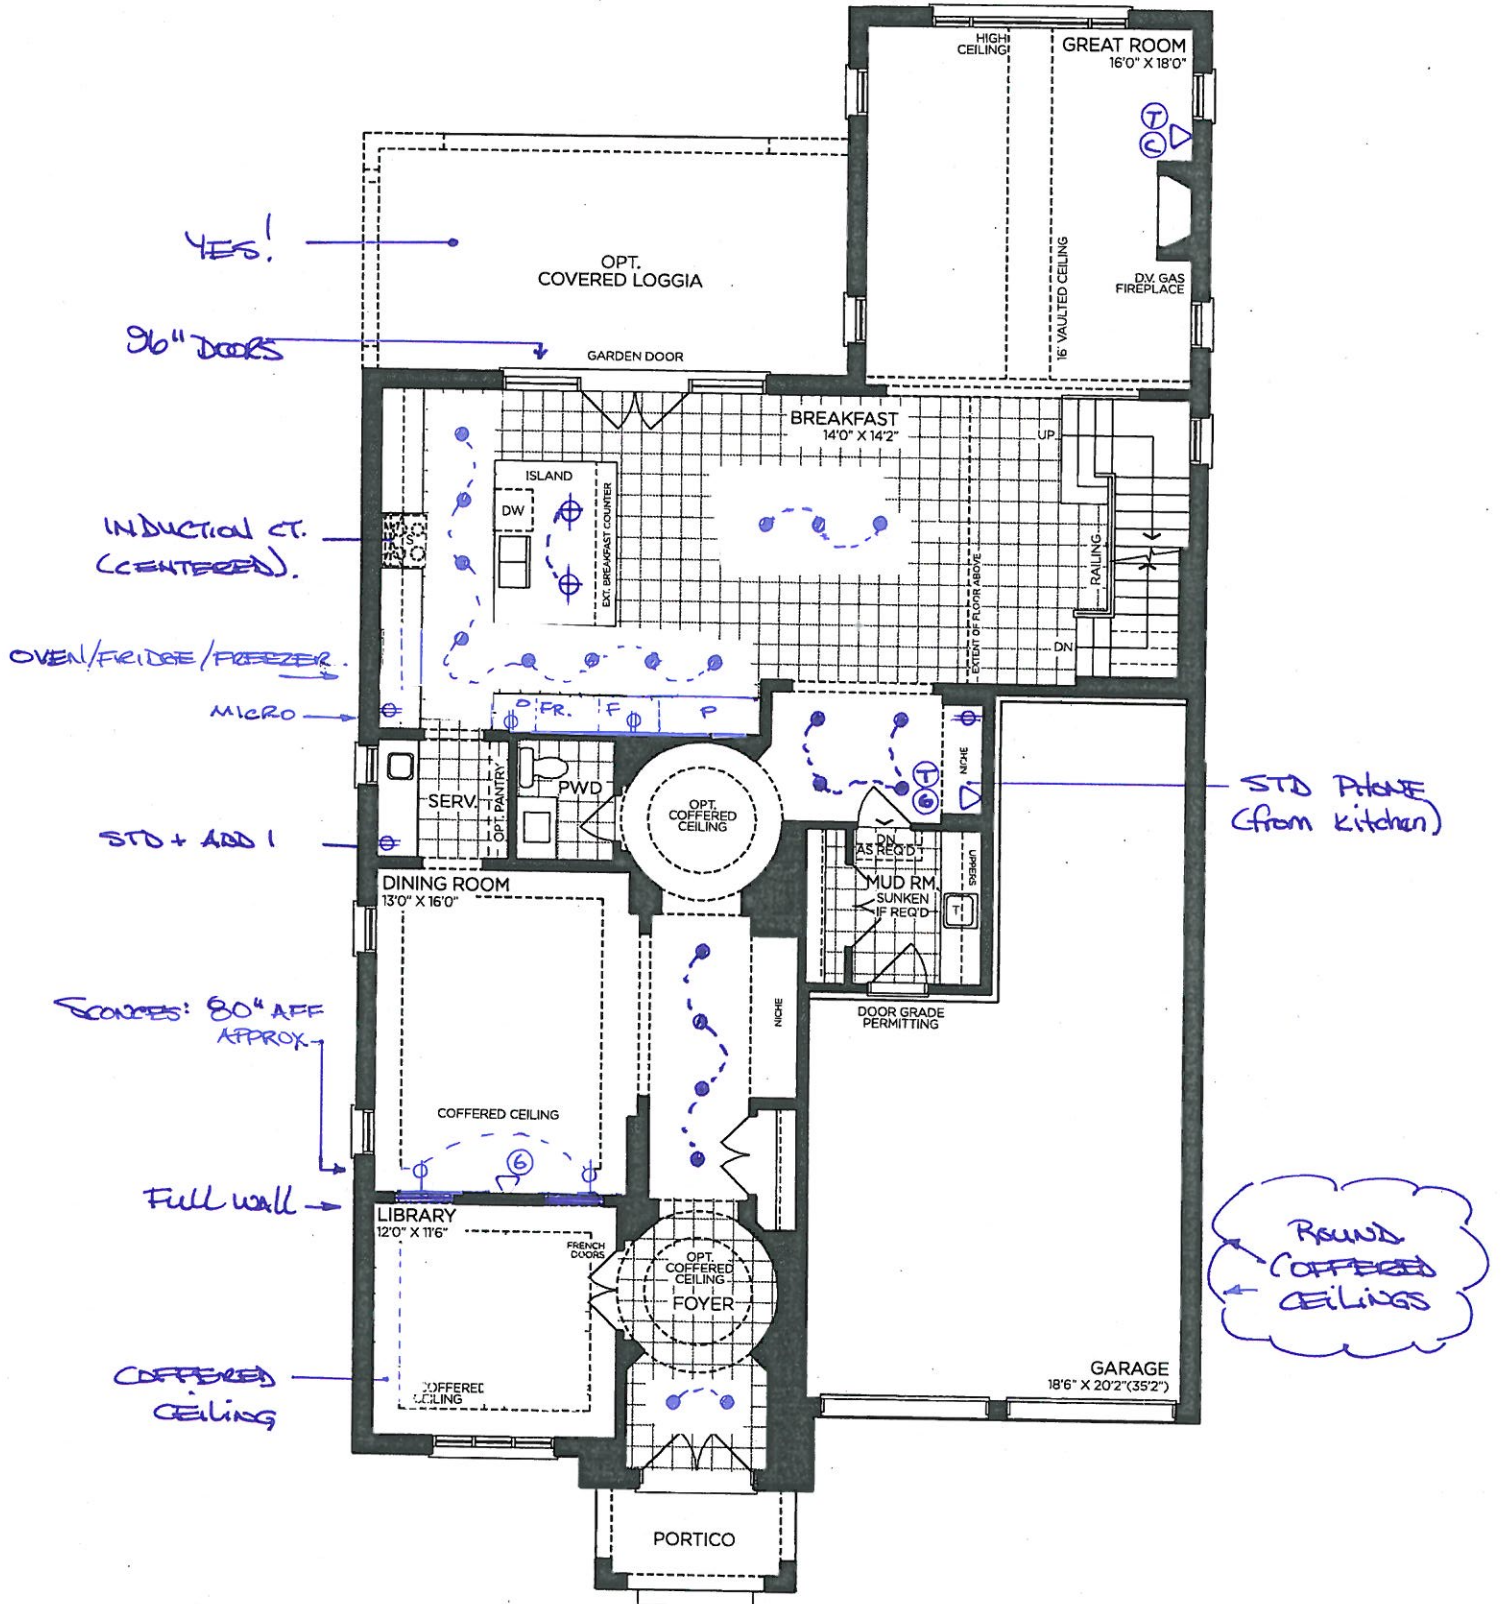 HIGH
CEILING
GREAT ROOM
16'0" X 18'0"
T
C
YES!
OPT.
COVERED LOGGIA
16' VAULTED CEILING
D.V. GAS
FIREPLACE
96" DOORS
GARDEN DOOR
BREAKFAST
14'0" X 14'2"
UP
ISLAND
DW
EXT. BREAKFAST COUNTER
INDUCTION CT.
(CENTERED).
S
RAILING
EXTENT OF FLOOR ABOVE
DN
OVEN/FRIDGE/FREEZER.
MICRO
O
FR.
F
P
NICHE
T
6
STD PHONE
(from kitchen)
SERV.
OPT. PANTRY
PWD
OPT.
COFFERED
CEILING
STD + ADD 1
DN
AS REQ'D
UPPERS
MUD RM.
SUNKEN
IF REQ'D
T
DINING ROOM
13'0" X 16'0"
SCONCES: 80" AFF
APPROX
NICHE
DOOR GRADE
PERMITTING
COFFERED CEILING
6
FULL WALL
LIBRARY
12'0" X 11'6"
FRENCH
DOORS
OPT.
COFFERED
CEILING
FOYER
ROUND
COFFERED
CEILINGS
COFFERED
CEILING
COFFERED
CEILING
GARAGE
18'6" X 20'2"(35'2")
PORTICO